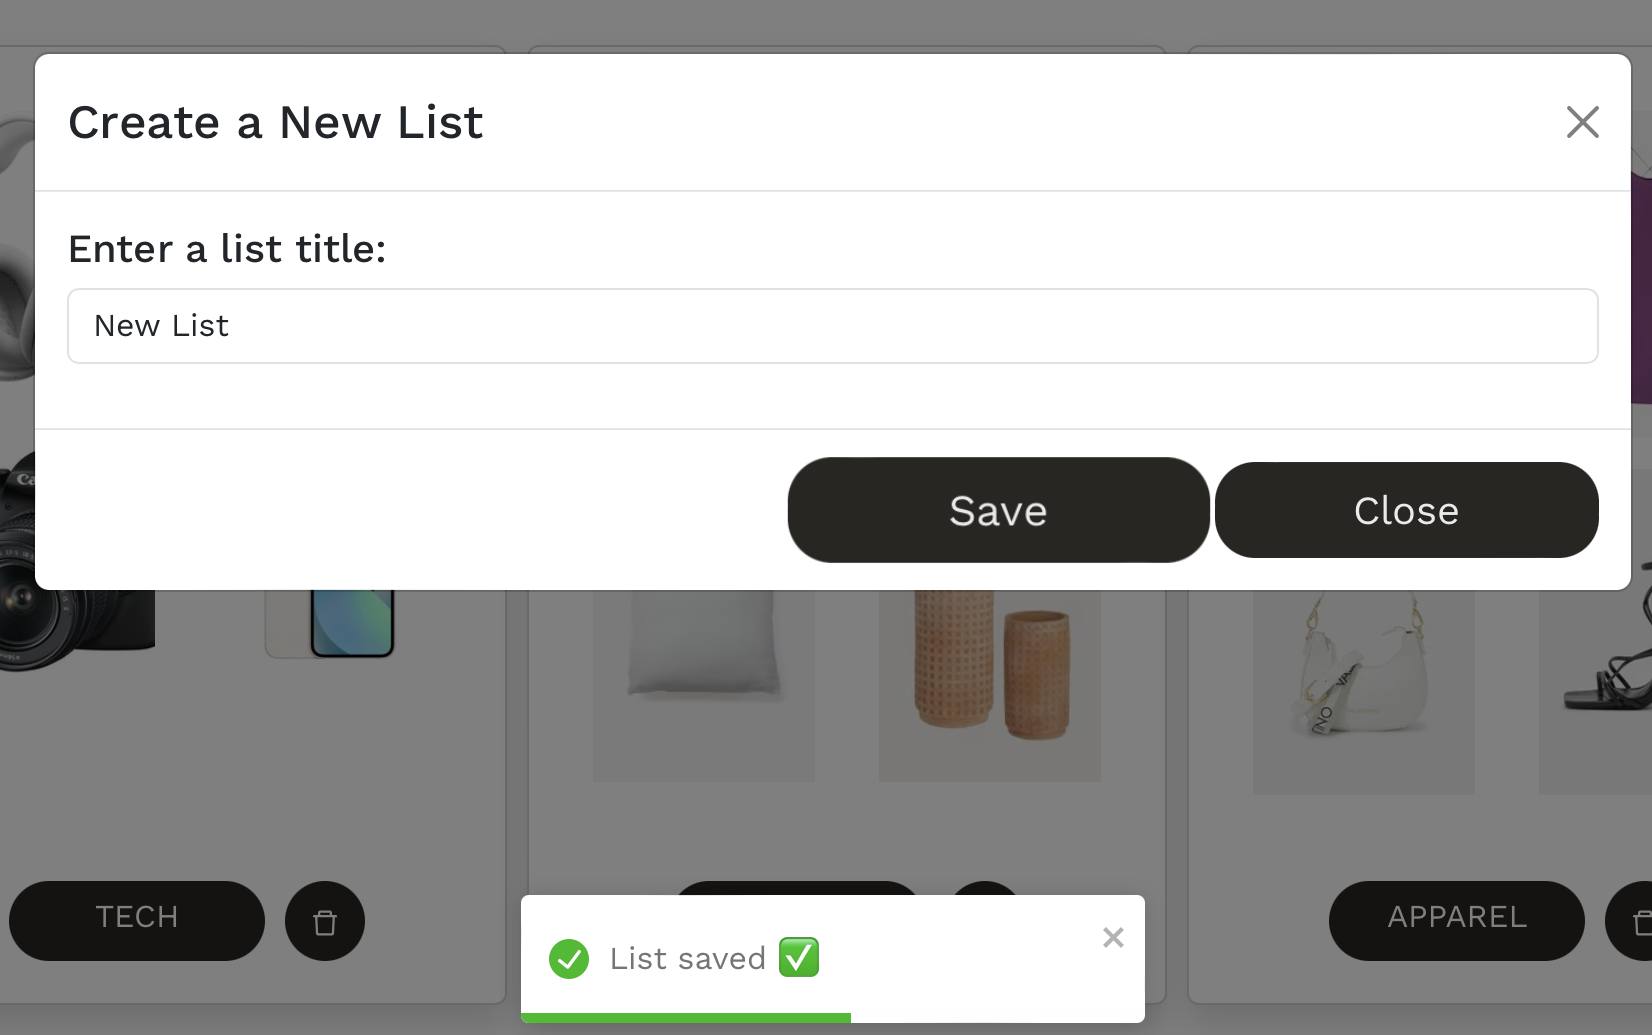 Create a New List
Enter a list title:
New List
Save
Close
TECH
APPAREL
List saved ✅